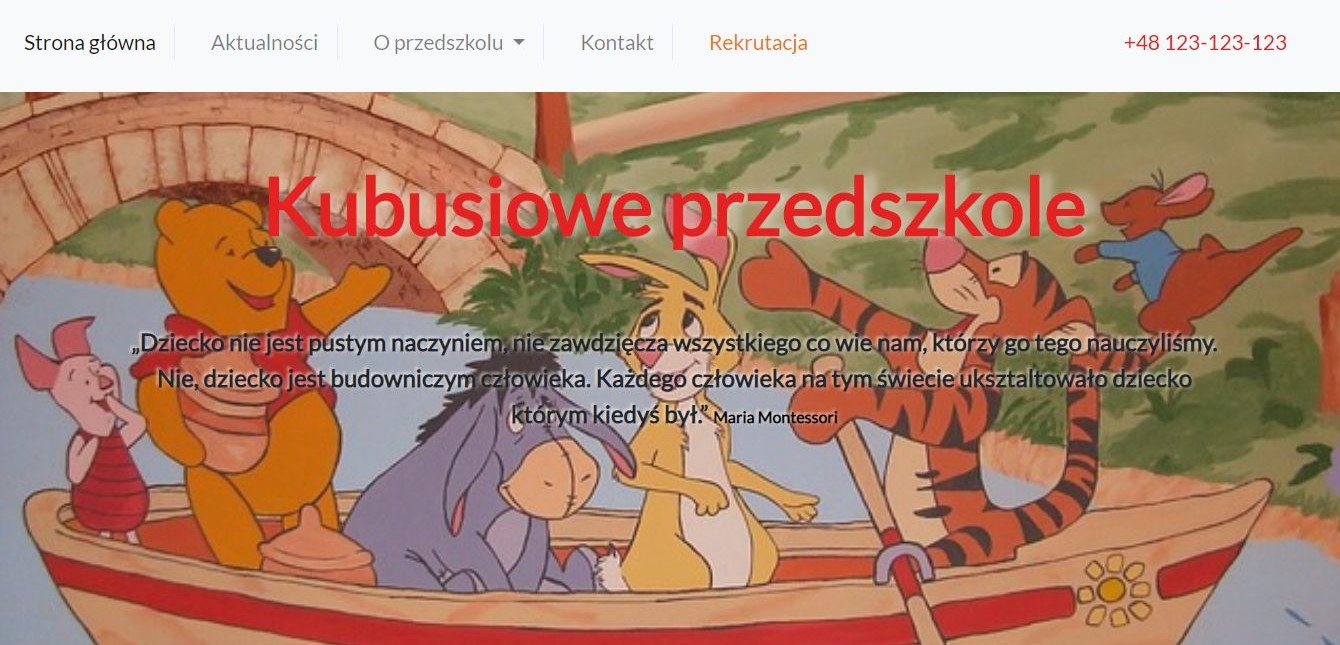 Strona główna Aktualności O przedszkolu Kontakt Rekrutacja +48 123-123-123
Kubusiowe przedszkole
„Dziecko nie jest pustym naczyniem, nie zawdzięcza wszystkiego co wie nam, którzy go tego nauczyliśmy.
Nie, dziecko jest budowniczym człowieka. Każdego człowieka na tym świecie uksztaltowało dziecko
którym kiedyś był.” Maria Montessori